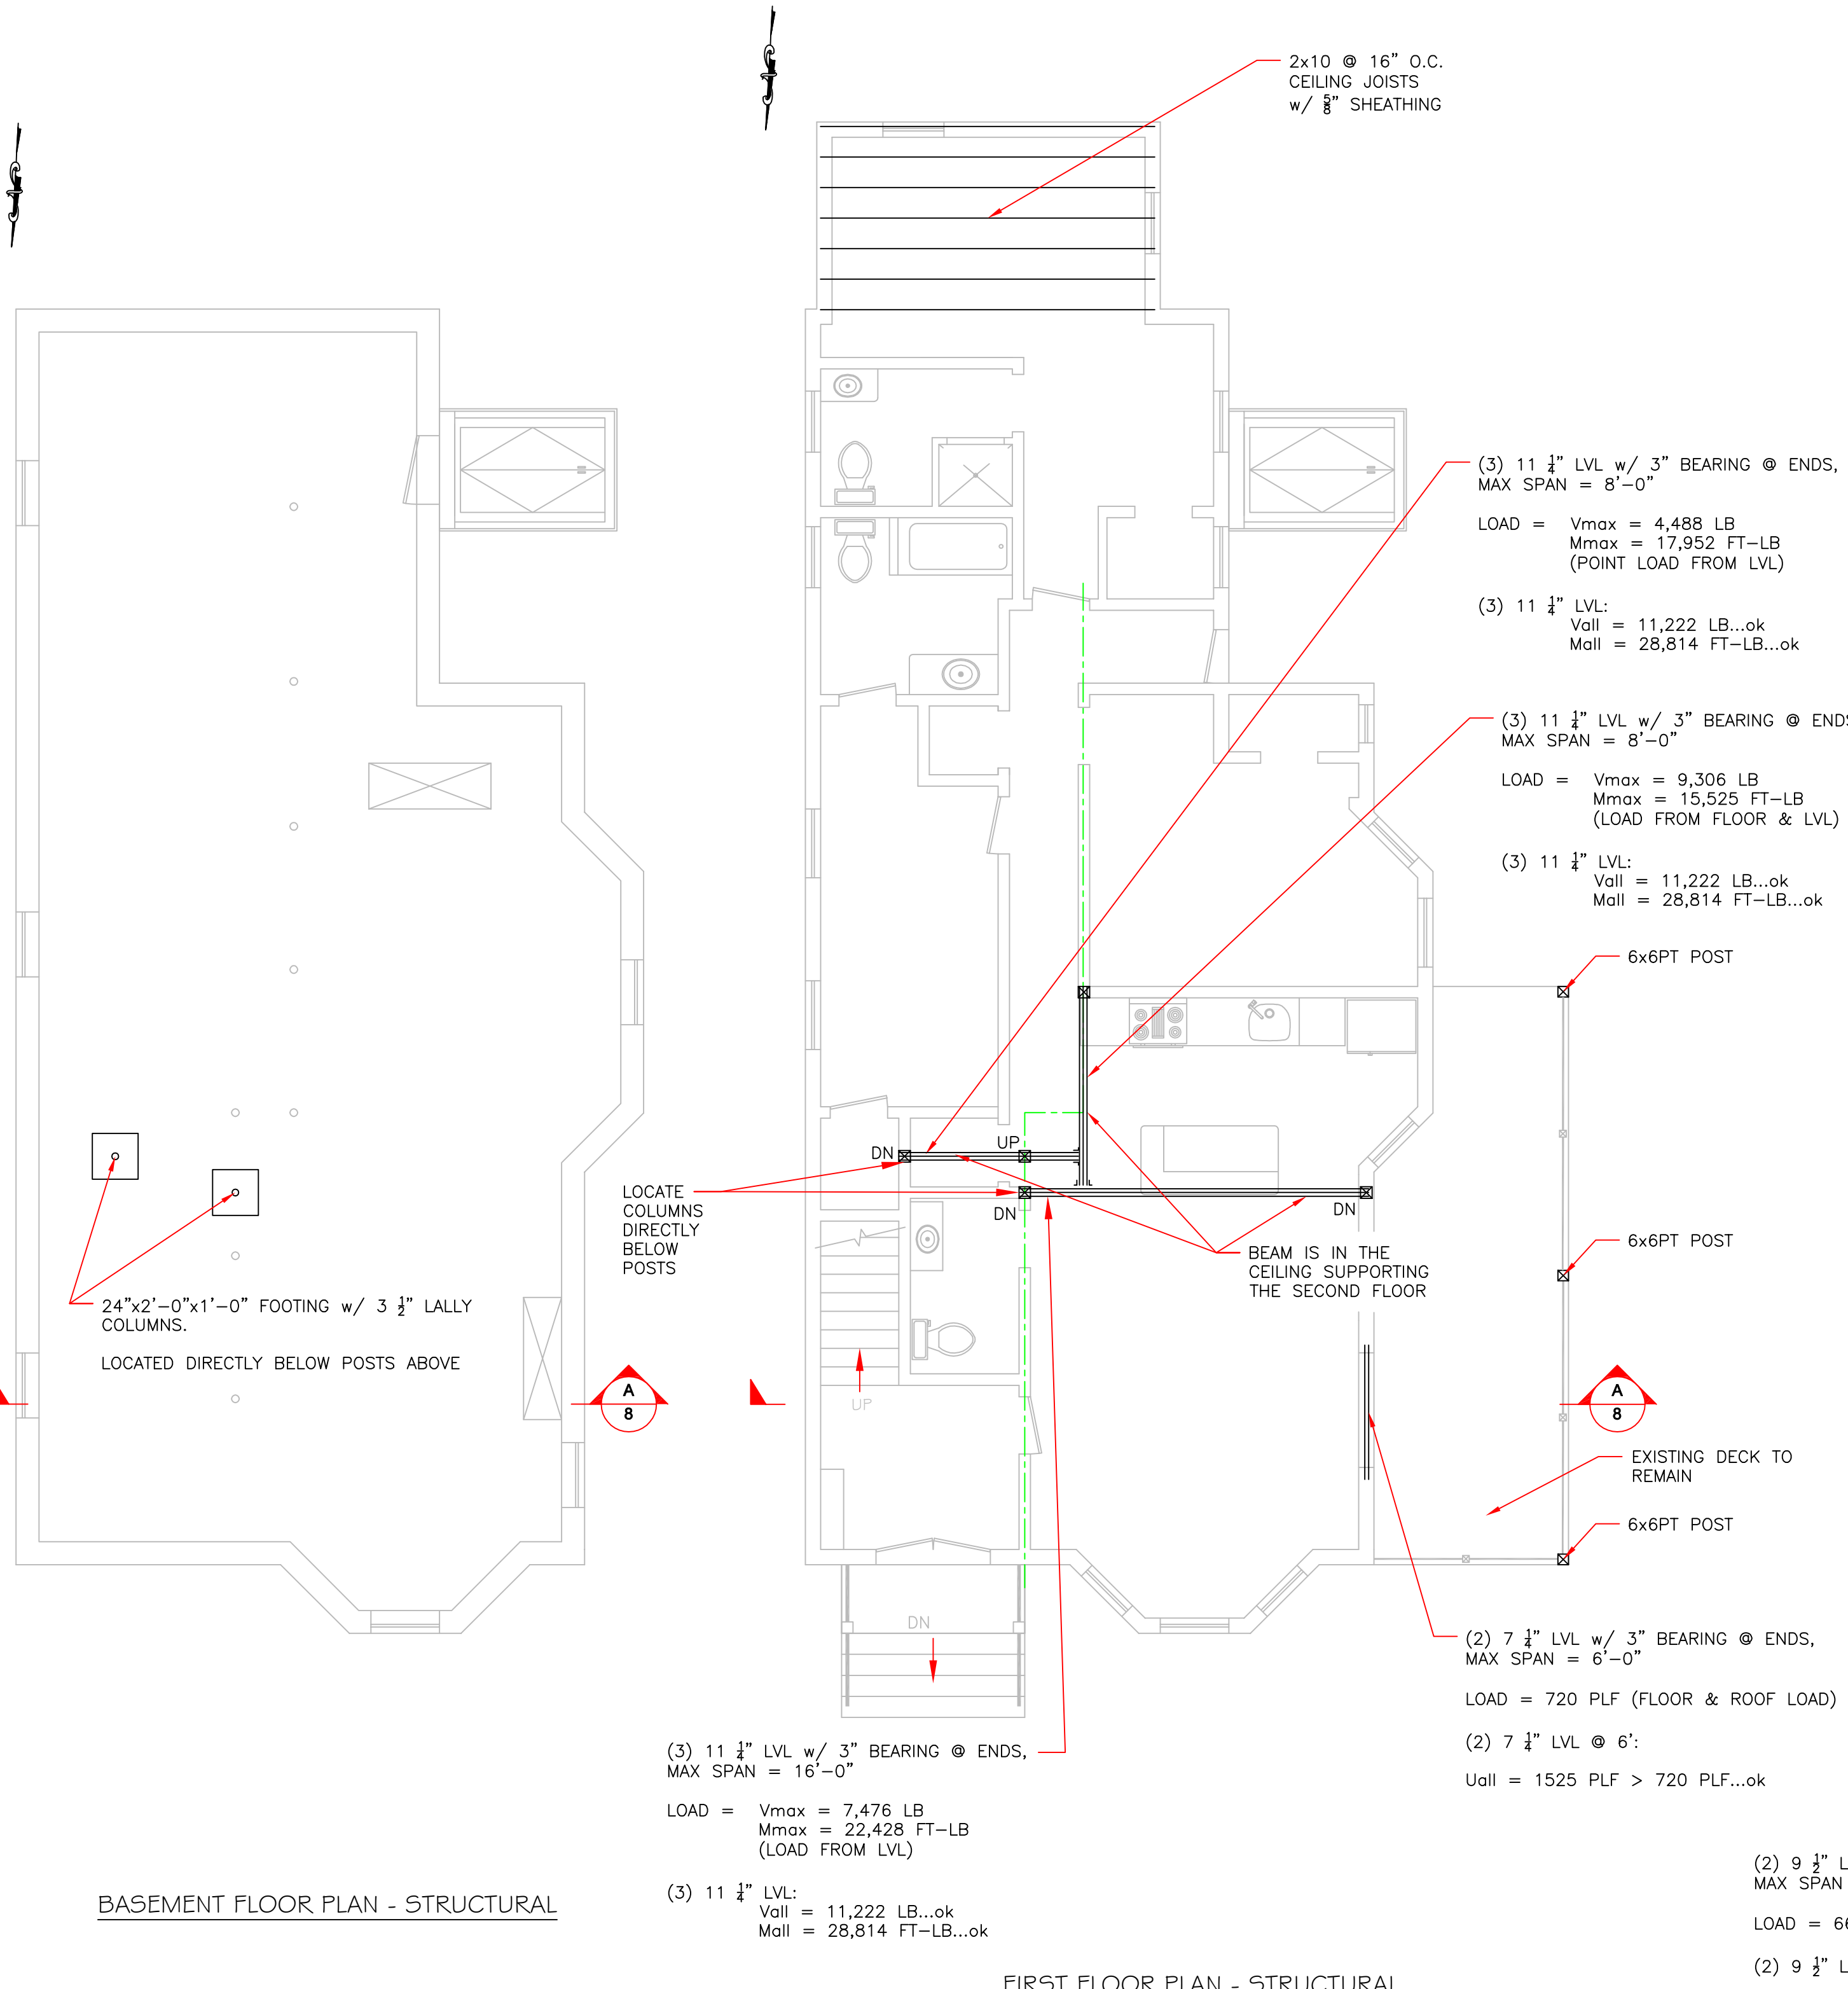 2x10 @ 16" O.C.
CEILING JOISTS
w/ 5/8" SHEATHING
(3) 11 1/4" LVL w/ 3" BEARING @ ENDS,
MAX SPAN = 8'-0"
LOAD = Vmax = 4,488 LB
Mmax = 17,952 FT-LB
(POINT LOAD FROM LVL)
(3) 11 1/4" LVL:
Vall = 11,222 LB...ok
Mall = 28,814 FT-LB...ok
(3) 11 1/4" LVL w/ 3" BEARING @ ENDS
MAX SPAN = 8'-0"
LOAD = Vmax = 9,306 LB
Mmax = 15,525 FT-LB
(LOAD FROM FLOOR & LVL)
(3) 11 1/4" LVL:
Vall = 11,222 LB...ok
Mall = 28,814 FT-LB...ok
6x6PT POST
UP
DN
LOCATE
COLUMNS
DIRECTLY
BELOW
POSTS
DN
DN
BEAM IS IN THE
CEILING SUPPORTING
THE SECOND FLOOR
6x6PT POST
24"x2'-0"x1'-0" FOOTING w/ 3 1/2" LALLY
COLUMNS.
LOCATED DIRECTLY BELOW POSTS ABOVE
A
8
UP
A
8
EXISTING DECK TO
REMAIN
6x6PT POST
DN
(2) 7 1/4" LVL w/ 3" BEARING @ ENDS,
MAX SPAN = 6'-0"
LOAD = 720 PLF (FLOOR & ROOF LOAD)
(2) 7 1/4" LVL @ 6':
Uall = 1525 PLF > 720 PLF...ok
(3) 11 1/4" LVL w/ 3" BEARING @ ENDS,
MAX SPAN = 16'-0"
LOAD = Vmax = 7,476 LB
Mmax = 22,428 FT-LB
(LOAD FROM LVL)
(3) 11 1/4" LVL:
Vall = 11,222 LB...ok
Mall = 28,814 FT-LB...ok
(2) 9 1/2" L
MAX SPAN
LOAD = 6
(2) 9 1/2" L
BASEMENT FLOOR PLAN - STRUCTURAL
FIRST FLOOR PLAN - STRUCTURAL